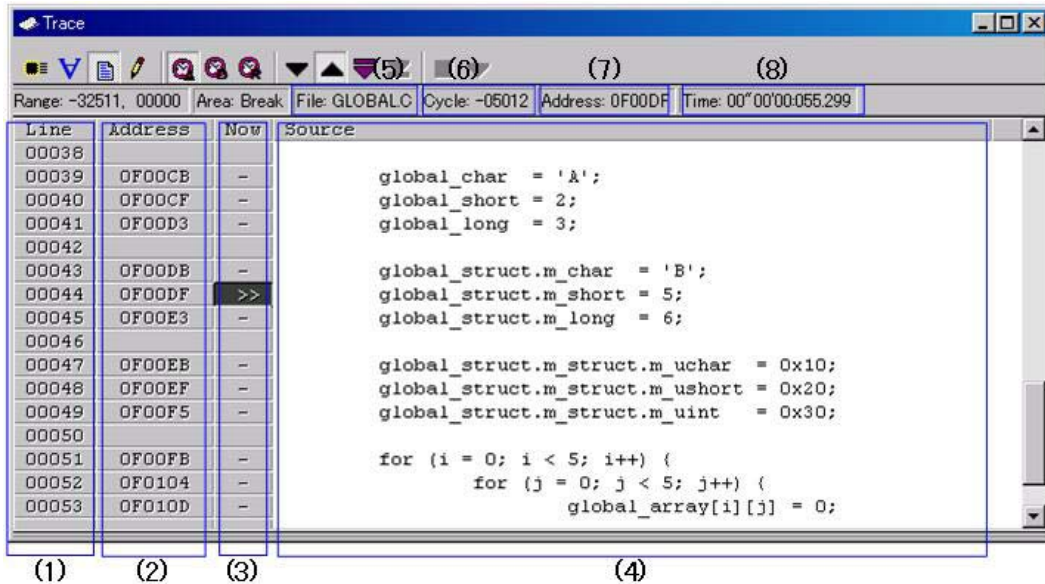 Trace
(5) (6) (7) (8)
Range: -32511, 00000 Area: Break File: GLOBAL.C Cycle: -05012 Address: 0F00DF Time: 00"00'00:055.299
Line Address Now Source
00038
00039 0F00CB - global_char = 'A';
00040 0F00CF - global_short = 2;
00041 0F00D3 - global_long = 3;
00042
00043 0F00DB - global_struct.m_char = 'B';
00044 0F00DF >> global_struct.m_short = 5;
00045 0F00E3 - global_struct.m_long = 6;
00046
00047 0F00EB - global_struct.m_struct.m_uchar = 0x10;
00048 0F00EF - global_struct.m_struct.m_ushort = 0x20;
00049 0F00F5 - global_struct.m_struct.m_uint = 0x30;
00050
00051 0F00FB - for (i = 0; i < 5; i++) {
00052 0F0104 - for (j = 0; j < 5; j++) {
00053 0F010D - global_array[i][j] = 0;
(1) (2) (3) (4)